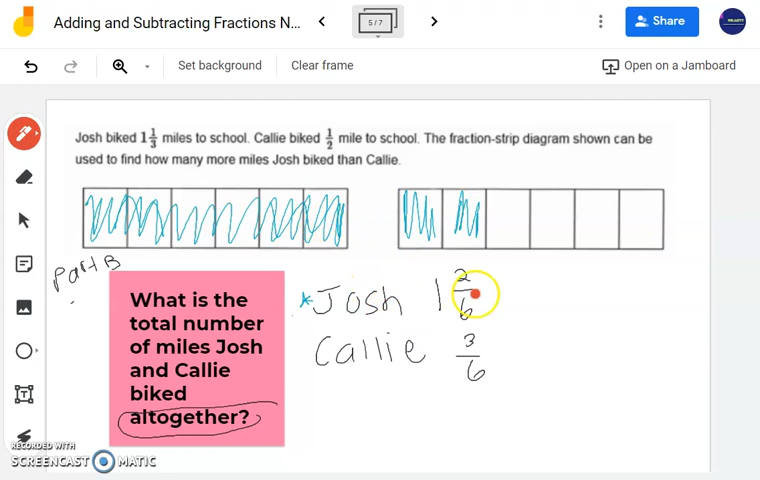 Adding and Subtracting Fractions N...
5/7
Share
Set background
Clear frame
Open on a Jamboard
Josh biked 1 1/3 miles to school. Callie biked 1/2 mile to school. The fraction-strip diagram shown can be
used to find how many more miles Josh biked than Callie.
Part B
What is the
total number
of miles Josh
and Callie
biked
altogether?
* Josh 1 2/6
Callie 3/6
RECORDED WITH
SCREENCAST MATIC